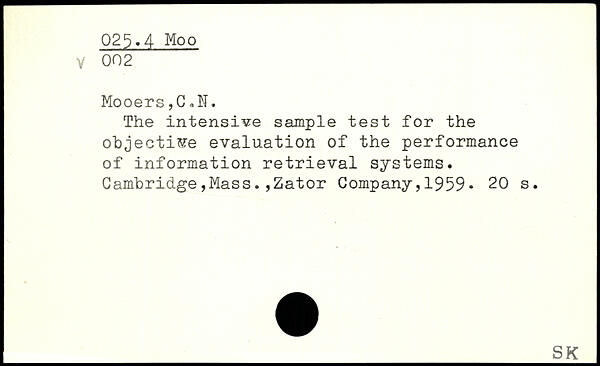 025.4 Moo
v 002
Mooers,C.N.
The intensive sample test for the
objective evaluation of the performance
of information retrieval systems.
Cambridge,Mass.,Zator Company,1959. 20 s.
SK